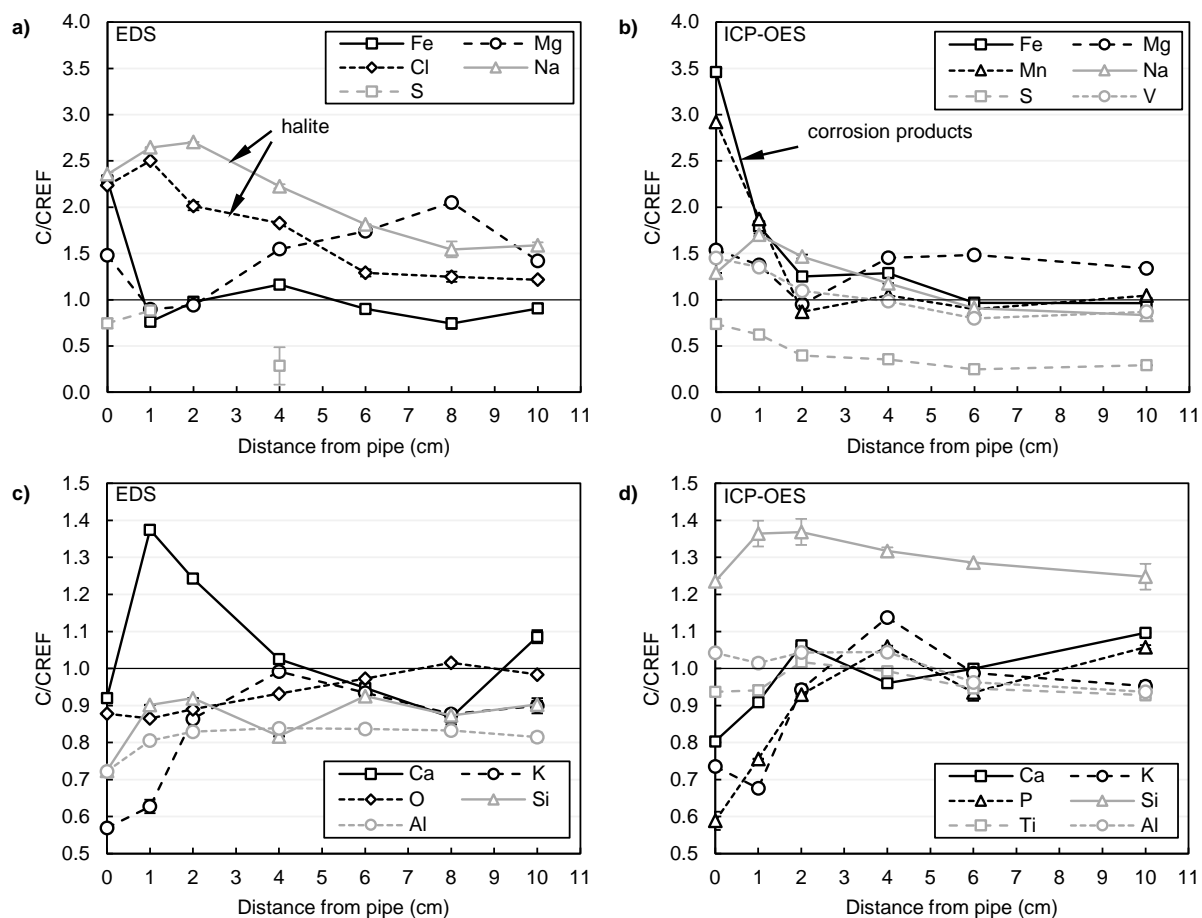 a)
EDS
Fe
Mg
Cl
Na
S
halite
C/CREF
4.0
3.5
3.0
2.5
2.0
1.5
1.0
0.5
0.0
0 1 2 3 4 5 6 7 8 9 10 11
Distance from pipe (cm)
b)
ICP-OES
Fe
Mg
Mn
Na
S
V
corrosion products
C/CREF
4.0
3.5
3.0
2.5
2.0
1.5
1.0
0.5
0.0
0 1 2 3 4 5 6 7 8 9 10 11
Distance from pipe (cm)
c)
EDS
C/CREF
1.5
1.4
1.3
1.2
1.1
1.0
0.9
0.8
0.7
0.6
0.5
Ca
K
O
Si
Al
0 1 2 3 4 5 6 7 8 9 10 11
Distance from pipe (cm)
d)
ICP-OES
C/CREF
1.5
1.4
1.3
1.2
1.1
1.0
0.9
0.8
0.7
0.6
0.5
Ca
K
P
Si
Ti
Al
0 1 2 3 4 5 6 7 8 9 10 11
Distance from pipe (cm)